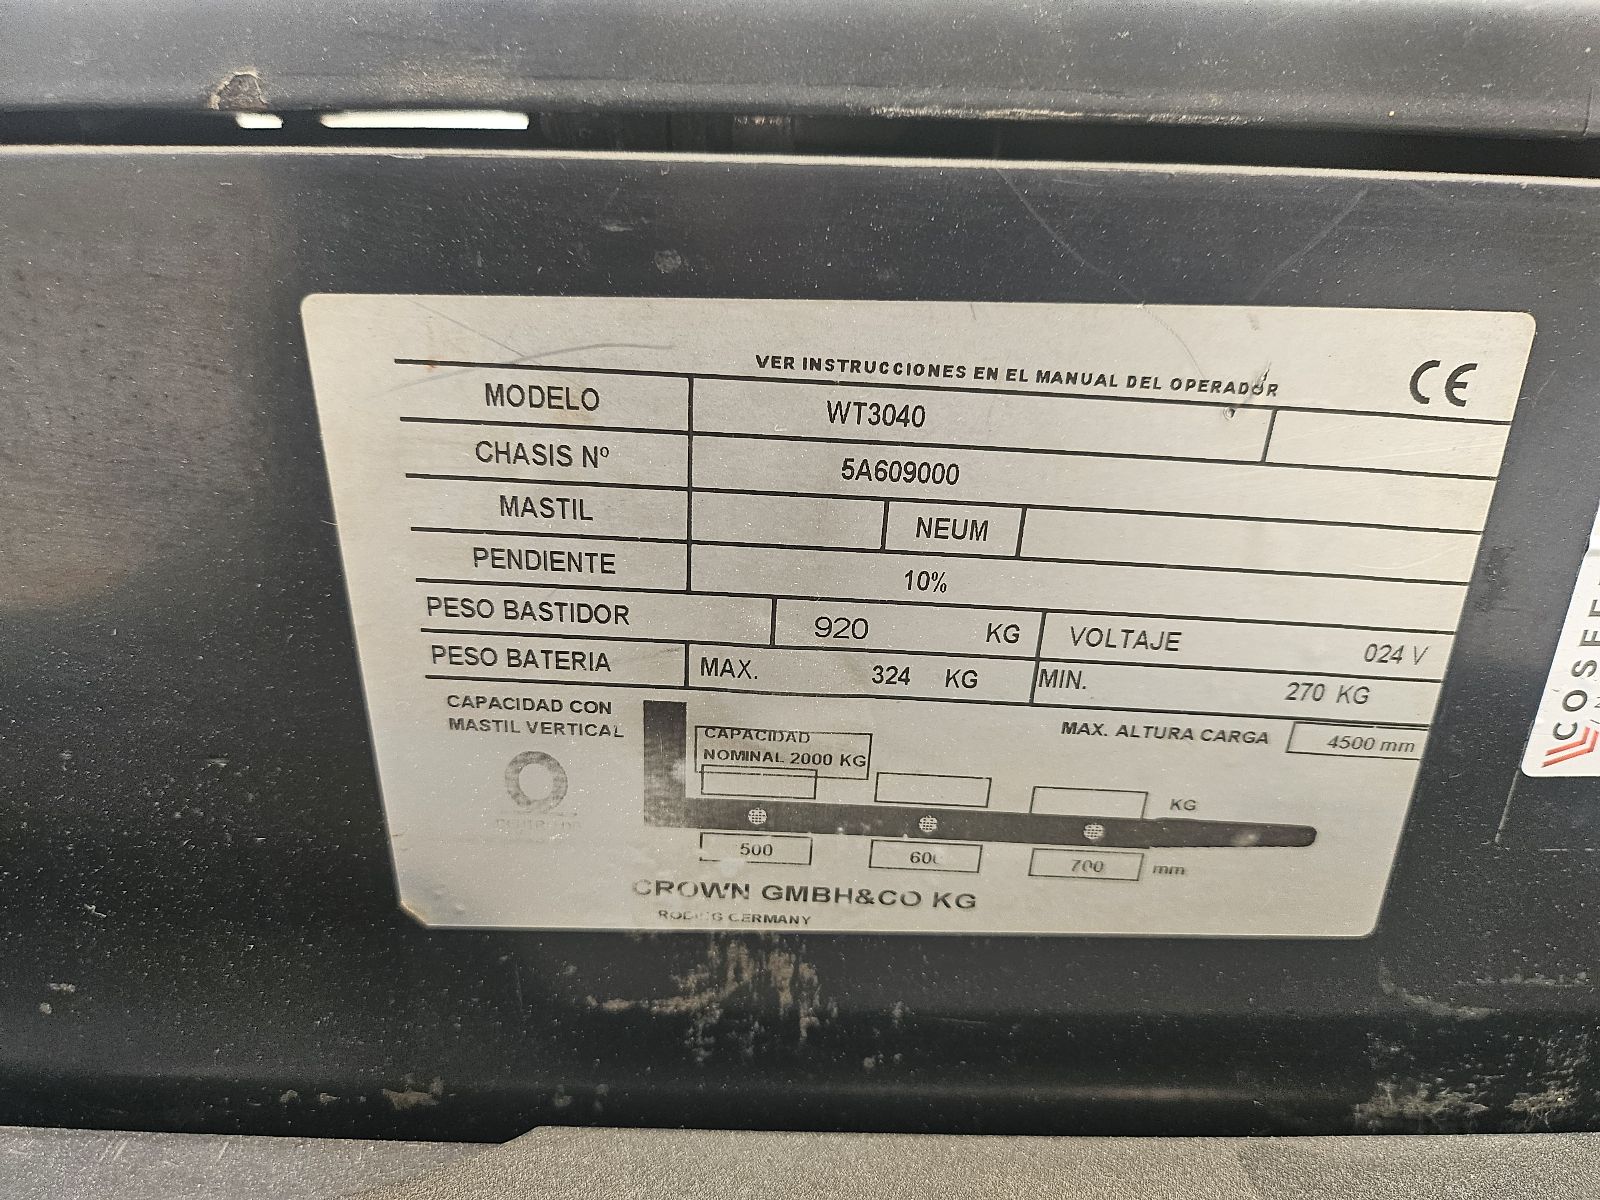 VER INSTRUCCIONES EN EL MANUAL DEL OPERADOR
CE
MODELO WT3040
CHASIS Nº 5A609000
MASTIL NEUM
PENDIENTE 10%
PESO BASTIDOR 920 KG VOLTAJE 024 V
PESO BATERIA MAX. 324 KG MIN. 270 KG
CAPACIDAD CON
MASTIL VERTICAL
MAX. ALTURA CARGA 4500 mm
CAPACIDAD
NOMINAL 2000 KG
KG
500 600 700 mm
CROWN GMBH&CO KG
RODING GERMANY